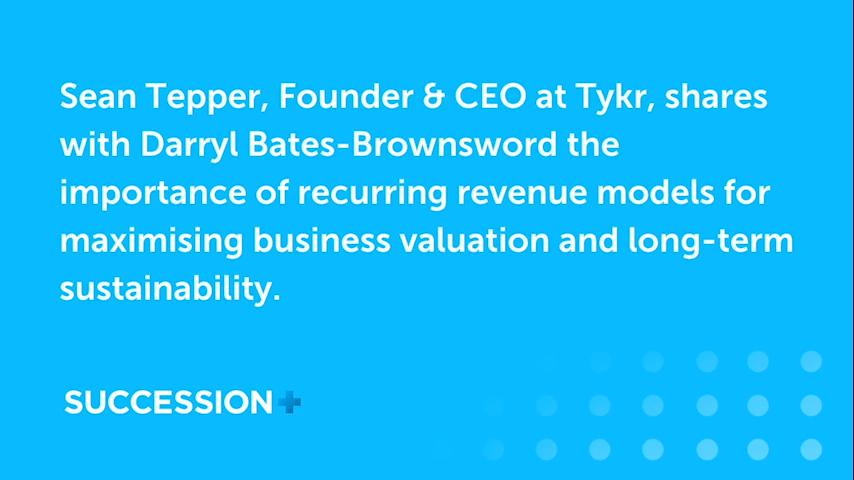 Sean Tepper, Founder & CEO at Tykr, shares
with Darryl Bates-Brownsword the
importance of recurring revenue models for
maximising business valuation and long-term
sustainability.
SUCCESSION+